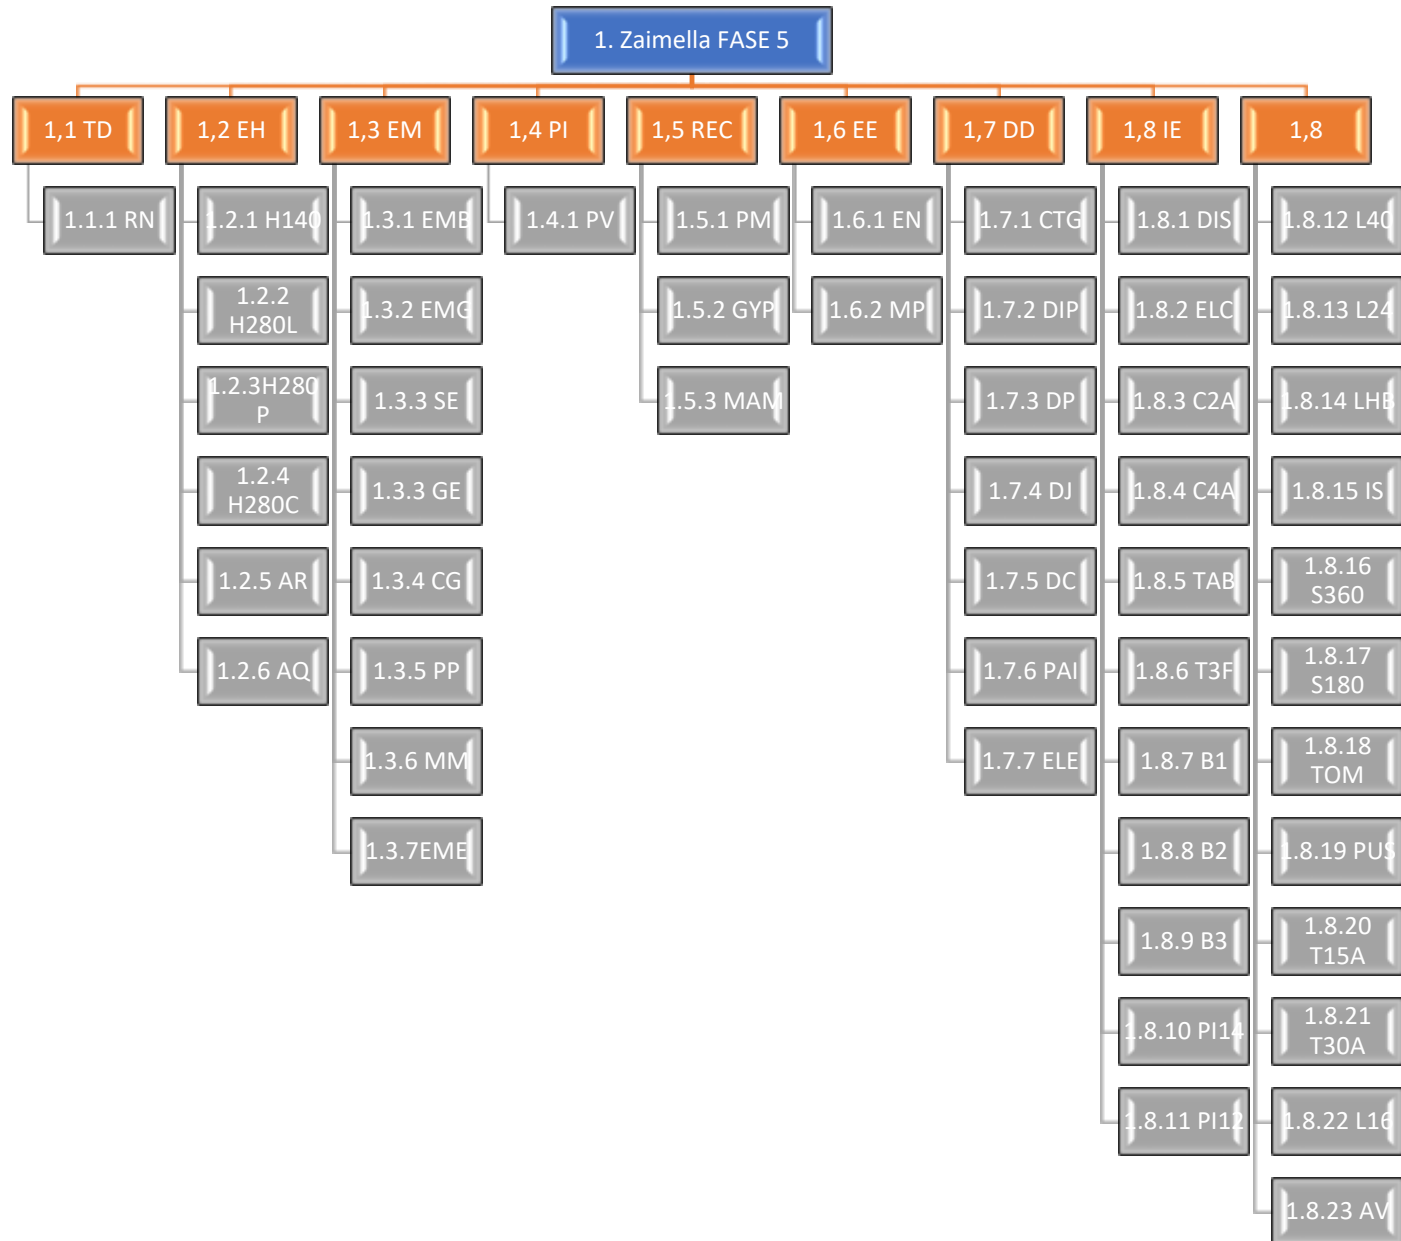 1. Zaimella FASE 5
1,1 TD
1.1.1 RN
1,2 EH
1.2.1 H140
1.2.2
H280L
1.2.3H280
P
1.2.4
H280C
1.2.5 AR
1.2.6 AQ
1,3 EM
1.3.1 EMB
1.3.2 EMG
1.3.3 SE
1.3.3 GE
1.3.4 CG
1.3.5 PP
1.3.6 MM
1.3.7EME
1,4 PI
1.4.1 PV
1,5 REC
1.5.1 PM
1.5.2 GYP
1.5.3 MAM
1,6 EE
1.6.1 EN
1.6.2 MP
1,7 DD
1.7.1 CTG
1.7.2 DIP
1.7.3 DP
1.7.4 DJ
1.7.5 DC
1.7.6 PAI
1.7.7 ELE
1,8 IE
1.8.1 DIS
1.8.2 ELC
1.8.3 C2A
1.8.4 C4A
1.8.5 TAB
1.8.6 T3F
1.8.7 B1
1.8.8 B2
1.8.9 B3
1.8.10 PI14
1.8.11 PI12
1,8
1.8.12 L40
1.8.13 L24
1.8.14 LHB
1.8.15 IS
1.8.16
S360
1.8.17
S180
1.8.18
TOM
1.8.19 PUS
1.8.20
T15A
1.8.21
T30A
1.8.22 L16
1.8.23 AV